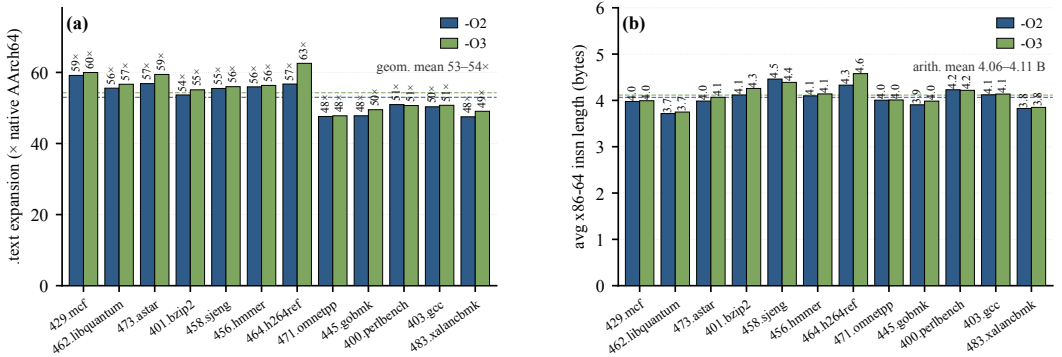 (a)
-O2
-O3
geom. mean 53–54×
.text expansion (× native AArch64)
60
40
20
0
59×
60×
56×
57×
57×
59×
54×
55×
55×
56×
56×
56×
57×
63×
48×
48×
48×
50×
51×
51×
50×
51×
48×
49×
429.mcf
462.libquantum
473.astar
401.bzip2
458.sjeng
456.hmmer
464.h264ref
471.omnetpp
445.gobmk
400.perlbench
403.gcc
483.xalancbmk
(b)
-O2
-O3
arith. mean 4.06–4.11 B
avg x86-64 insn length (bytes)
6
5
4
3
2
1
0
4.0
4.0
3.7
3.7
4.0
4.1
4.1
4.3
4.5
4.4
4.1
4.1
4.3
4.6
4.0
4.0
3.9
4.0
4.2
4.2
4.1
4.1
3.8
3.8
429.mcf
462.libquantum
473.astar
401.bzip2
458.sjeng
456.hmmer
464.h264ref
471.omnetpp
445.gobmk
400.perlbench
403.gcc
483.xalancbmk